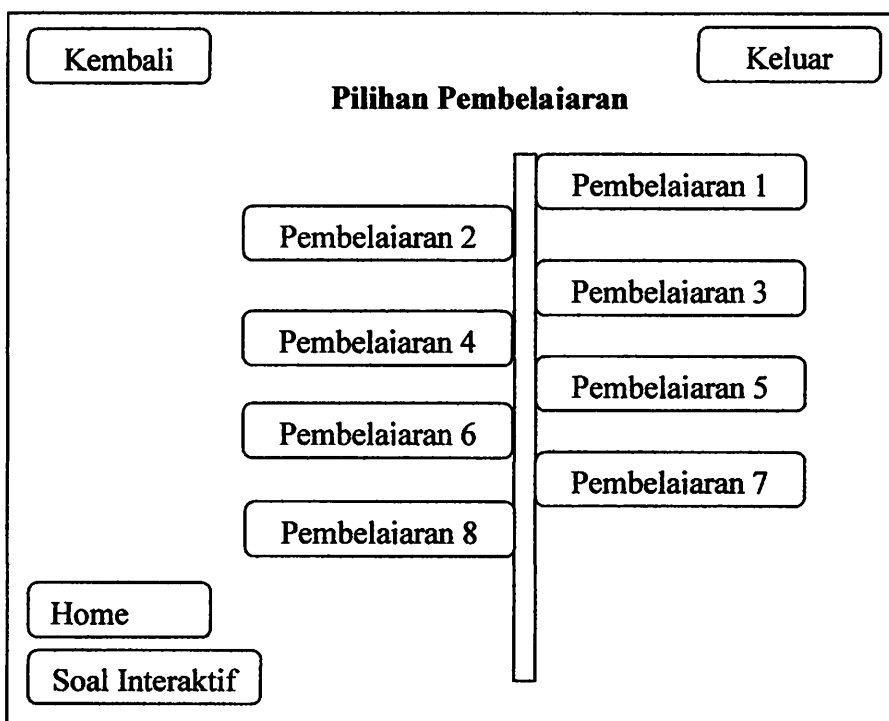 Kembali
Keluar
Pilihan Pembelaiaran
Pembelaiaran 1
Pembelaiaran 2
Pembelaiaran 3
Pembelaiaran 4
Pembelaiaran 5
Pembelaiaran 6
Pembelaiaran 7
Pembelaiaran 8
Home
Soal Interaktif